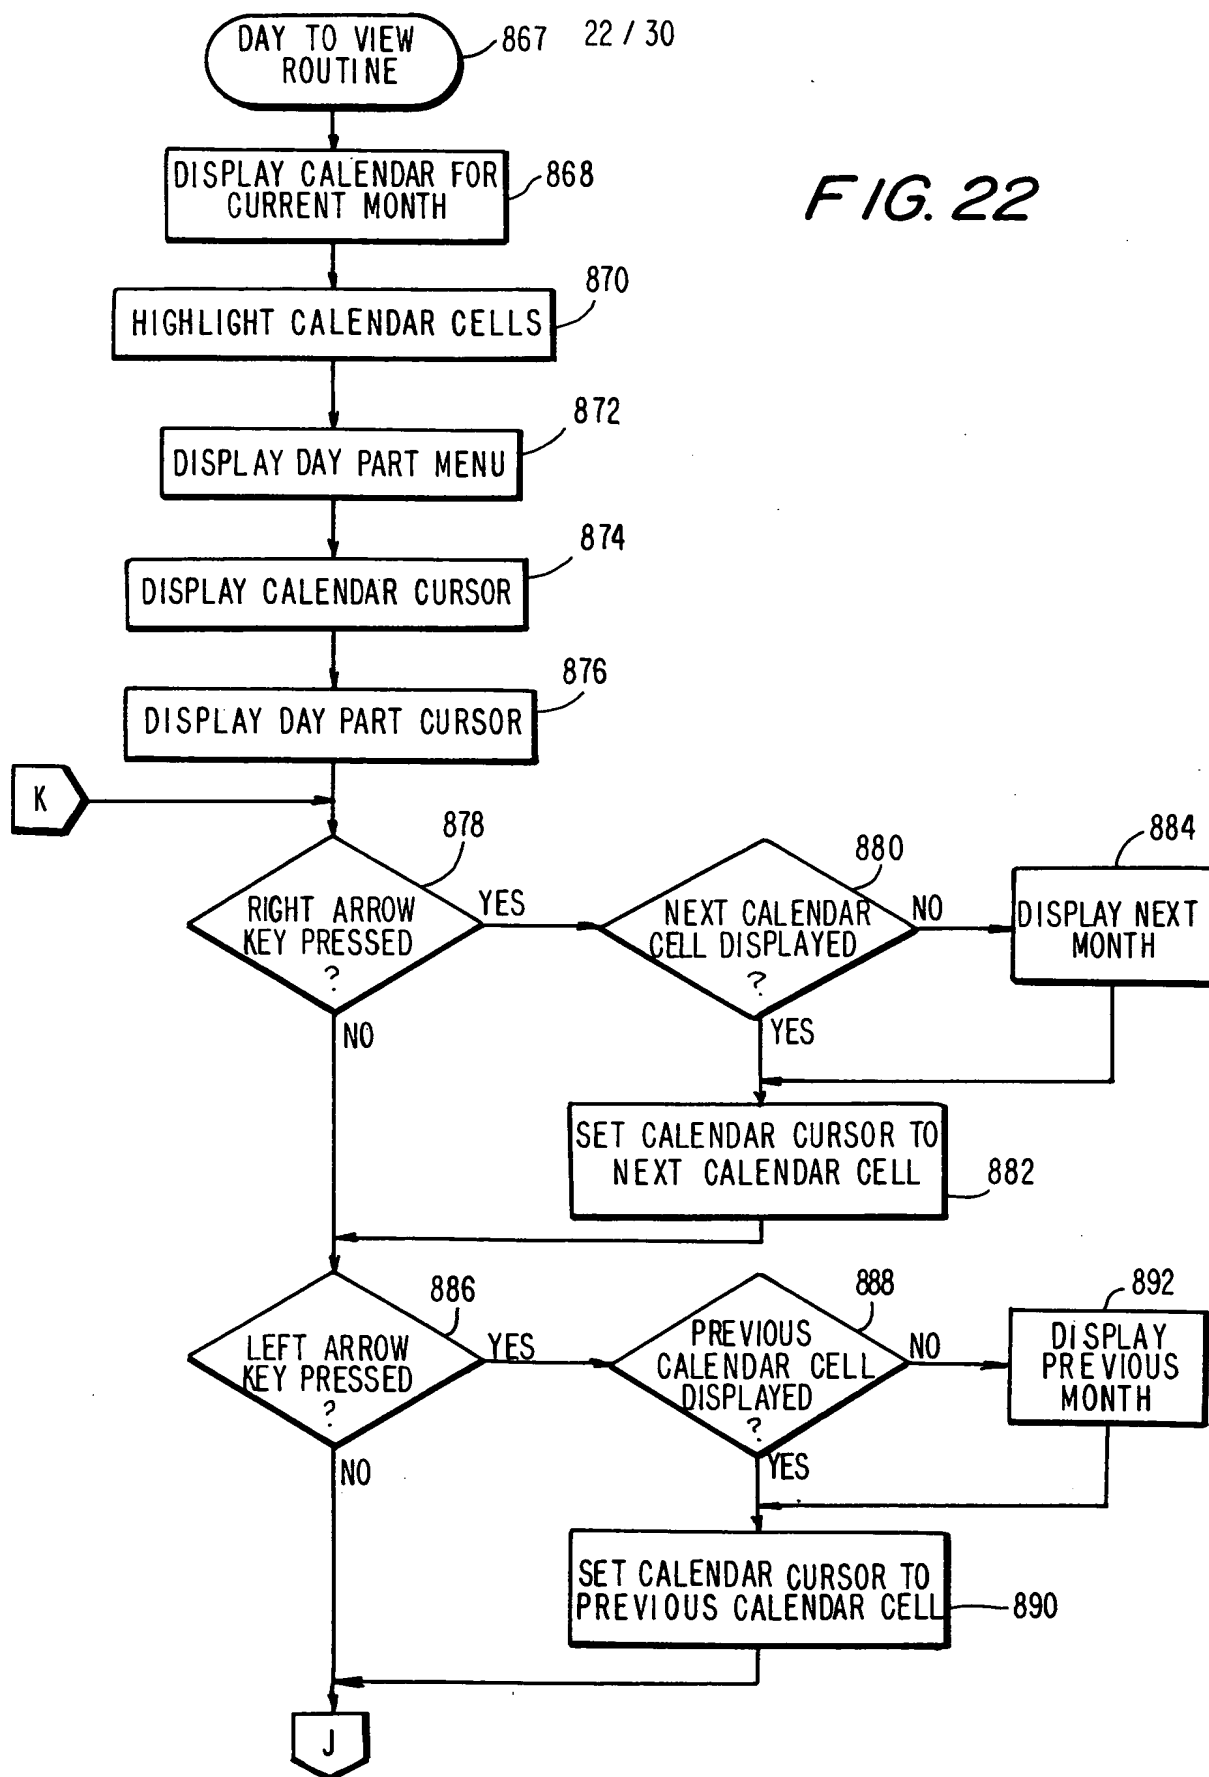 DAY TO VIEW
ROUTINE
867
22 / 30
FIG. 22
DISPLAY CALENDAR FOR
CURRENT MONTH
868
870
HIGHLIGHT CALENDAR CELLS
872
DISPLAY DAY PART MENU
874
DISPLAY CALENDAR CURSOR
876
DISPLAY DAY PART CURSOR
K
878
RIGHT ARROW
KEY PRESSED
?
YES
NO
880
NEXT CALENDAR
CELL DISPLAYED
?
NO
YES
884
DISPLAY NEXT
MONTH
SET CALENDAR CURSOR TO
NEXT CALENDAR CELL
882
886
LEFT ARROW
KEY PRESSED
?
YES
NO
888
PREVIOUS
CALENDAR CELL
DISPLAYED
?
NO
YES
892
DISPLAY
PREVIOUS
MONTH
SET CALENDAR CURSOR TO
PREVIOUS CALENDAR CELL
890
J